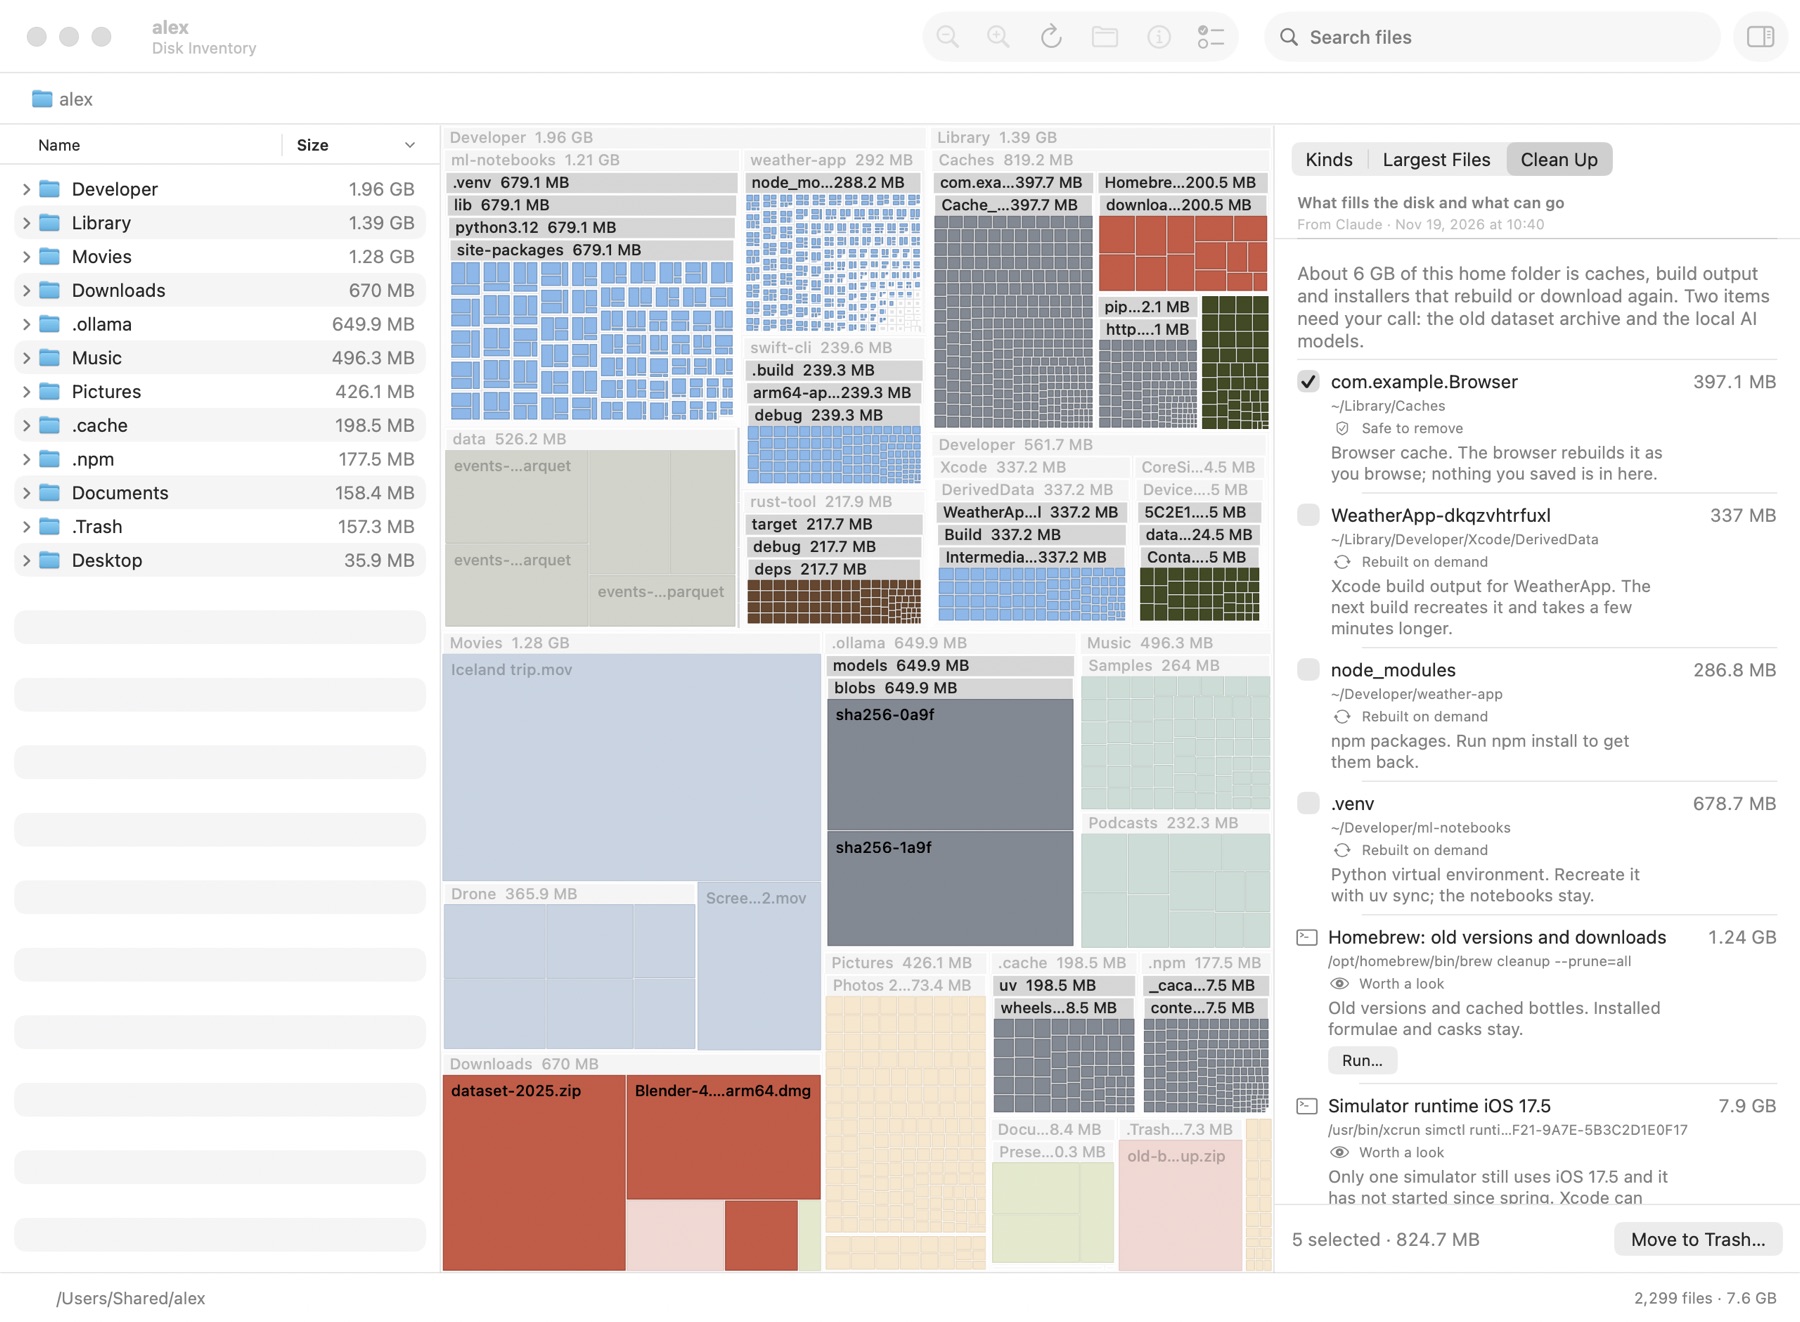 alex
Disk Inventory
Search files
alex
Name Size
Developer 1.96 GB
Library 1.39 GB
Movies 1.28 GB
Downloads 670 MB
.ollama 649.9 MB
Music 496.3 MB
Pictures 426.1 MB
.cache 198.5 MB
.npm 177.5 MB
Documents 158.4 MB
.Trash 157.3 MB
Desktop 35.9 MB
Developer 1.96 GB
ml-notebooks 1.21 GB
.venv 679.1 MB
lib 679.1 MB
python3.12 679.1 MB
site-packages 679.1 MB
data 526.2 MB
events-...arquet
events-...arquet
events-...parquet
weather-app 292 MB
node_mo...288.2 MB
swift-cli 239.6 MB
.build 239.3 MB
arm64-ap...239.3 MB
debug 239.3 MB
rust-tool 217.9 MB
target 217.7 MB
debug 217.7 MB
deps 217.7 MB
Library 1.39 GB
Caches 819.2 MB
com.exa...397.7 MB
Cache_...397.7 MB
Homebre...200.5 MB
downloa...200.5 MB
pip...2.1 MB
http....1 MB
Developer 561.7 MB
Xcode 337.2 MB
DerivedData 337.2 MB
WeatherAp...l 337.2 MB
Build 337.2 MB
Intermedia...337.2 MB
CoreSi...4.5 MB
Device....5 MB
5C2E1....5 MB
data...24.5 MB
Conta....5 MB
Movies 1.28 GB
Iceland trip.mov
Drone 365.9 MB
Scree...2.mov
.ollama 649.9 MB
models 649.9 MB
blobs 649.9 MB
sha256-0a9f
sha256-1a9f
Music 496.3 MB
Samples 264 MB
Podcasts 232.3 MB
Downloads 670 MB
dataset-2025.zip
Blender-4....arm64.dmg
Pictures 426.1 MB
Photos 2...73.4 MB
.cache 198.5 MB
uv 198.5 MB
wheels...8.5 MB
.npm 177.5 MB
_caca...7.5 MB
conte...7.5 MB
Docu...8.4 MB
Prese...0.3 MB
.Trash...7.3 MB
old-b...up.zip
Kinds Largest Files Clean Up
What fills the disk and what can go
From Claude · Nov 19, 2026 at 10:40
About 6 GB of this home folder is caches, build output
and installers that rebuild or download again. Two items
need your call: the old dataset archive and the local AI
models.
com.example.Browser 397.1 MB
~/Library/Caches
Safe to remove
Browser cache. The browser rebuilds it as
you browse; nothing you saved is in here.
WeatherApp-dkqzvhtrfuxl 337 MB
~/Library/Developer/Xcode/DerivedData
Rebuilt on demand
Xcode build output for WeatherApp. The
next build recreates it and takes a few
minutes longer.
node_modules 286.8 MB
~/Developer/weather-app
Rebuilt on demand
npm packages. Run npm install to get
them back.
.venv 678.7 MB
~/Developer/ml-notebooks
Rebuilt on demand
Python virtual environment. Recreate it
with uv sync; the notebooks stay.
Homebrew: old versions and downloads 1.24 GB
/opt/homebrew/bin/brew cleanup --prune=all
Worth a look
Old versions and cached bottles. Installed
formulae and casks stay.
Run...
Simulator runtime iOS 17.5 7.9 GB
/usr/bin/xcrun simctl runti...F21-9A7E-5B3C2D1E0F17
Worth a look
Only one simulator still uses iOS 17.5 and it
has not started since spring. Xcode can
5 selected · 824.7 MB Move to Trash...
/Users/Shared/alex 2,299 files · 7.6 GB